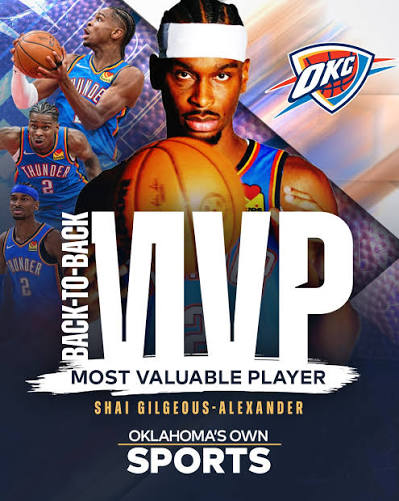 OKC
THUNDER
THUNDER
2
THUNDER
2
BACK-TO-BACK
MVP
MOST VALUABLE PLAYER
SHAI GILGEOUS-ALEXANDER
OKLAHOMA'S OWN
SPORTS